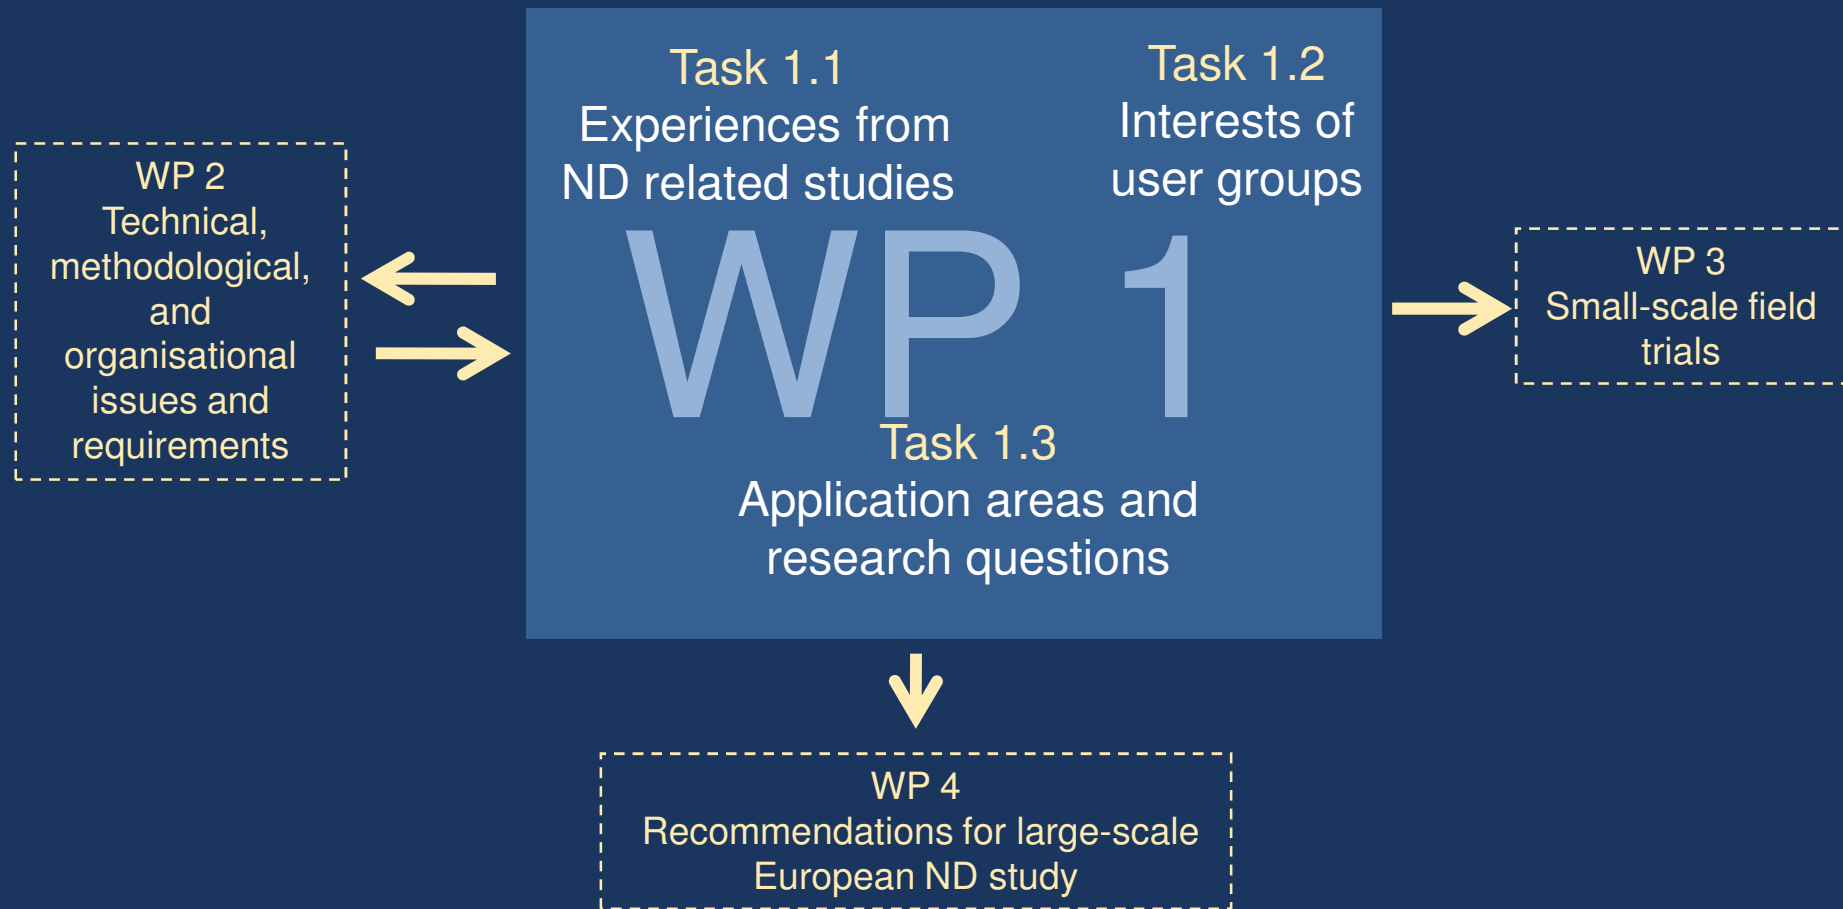 Task 1.1
Experiences from
ND related studies
Task 1.2
Interests of
user groups
WP 2
Technical,
methodological,
and
organisational
issues and
requirements
WP 1
WP 3
Small-scale field
trials
Task 1.3
Application areas and
research questions
WP 4
Recommendations for large-scale
European ND study